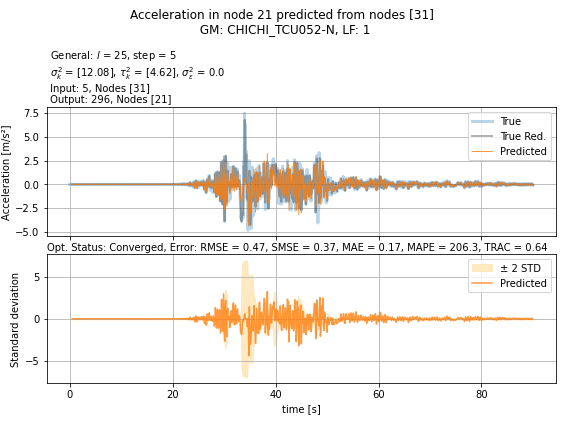 Acceleration in node 21 predicted from nodes [31]
GM: CHICHI_TCU052-N, LF: 1
General: l = 25, step = 5
σ²ₖ = [12.08], τ²ₖ = [4.62], σ²ε = 0.0
Input: 5, Nodes [31]
Output: 296, Nodes [21]
Acceleration [m/s²]
7.5
5.0
2.5
0.0
−2.5
−5.0
True
True Red.
Predicted
Opt. Status: Converged, Error: RMSE = 0.47, SMSE = 0.37, MAE = 0.17, MAPE = 206.3, TRAC = 0.64
Standard deviation
5
0
−5
± 2 STD
Predicted
0 20 40 60 80
time [s]